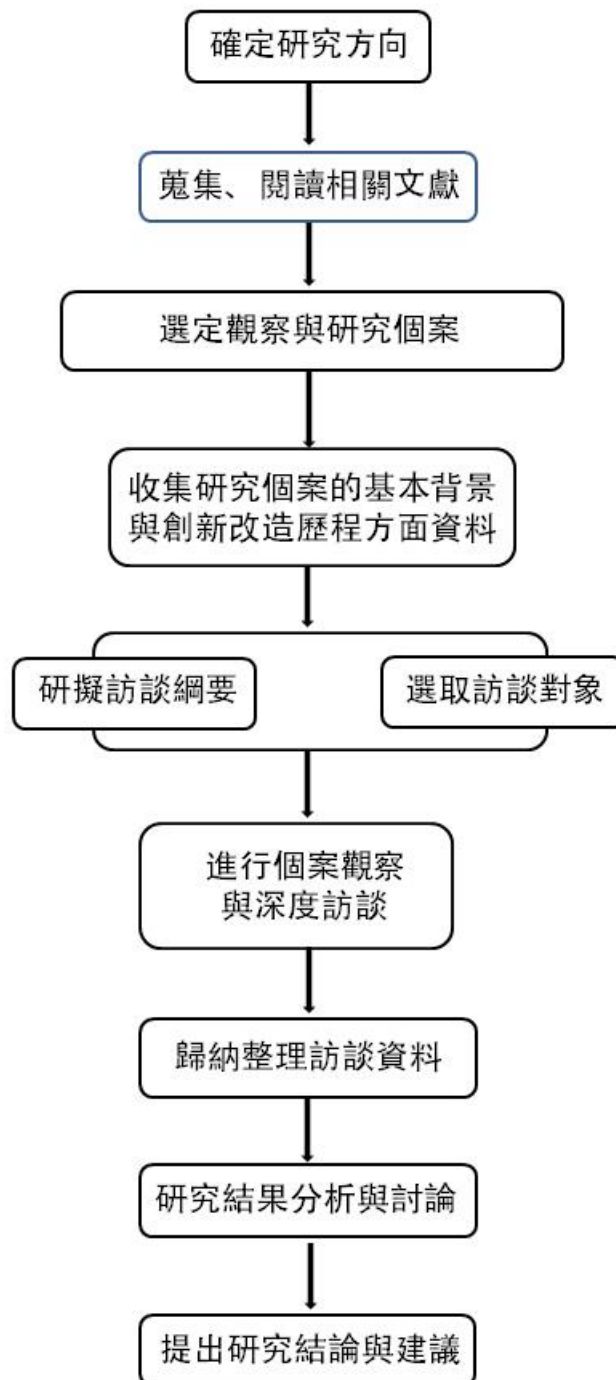 確定研究方向
蒐集、閱讀相關文獻
選定觀察與研究個案
收集研究個案的基本背景
與創新改造歷程方面資料
研擬訪談綱要
選取訪談對象
進行個案觀察
與深度訪談
歸納整理訪談資料
研究結果分析與討論
提出研究結論與建議